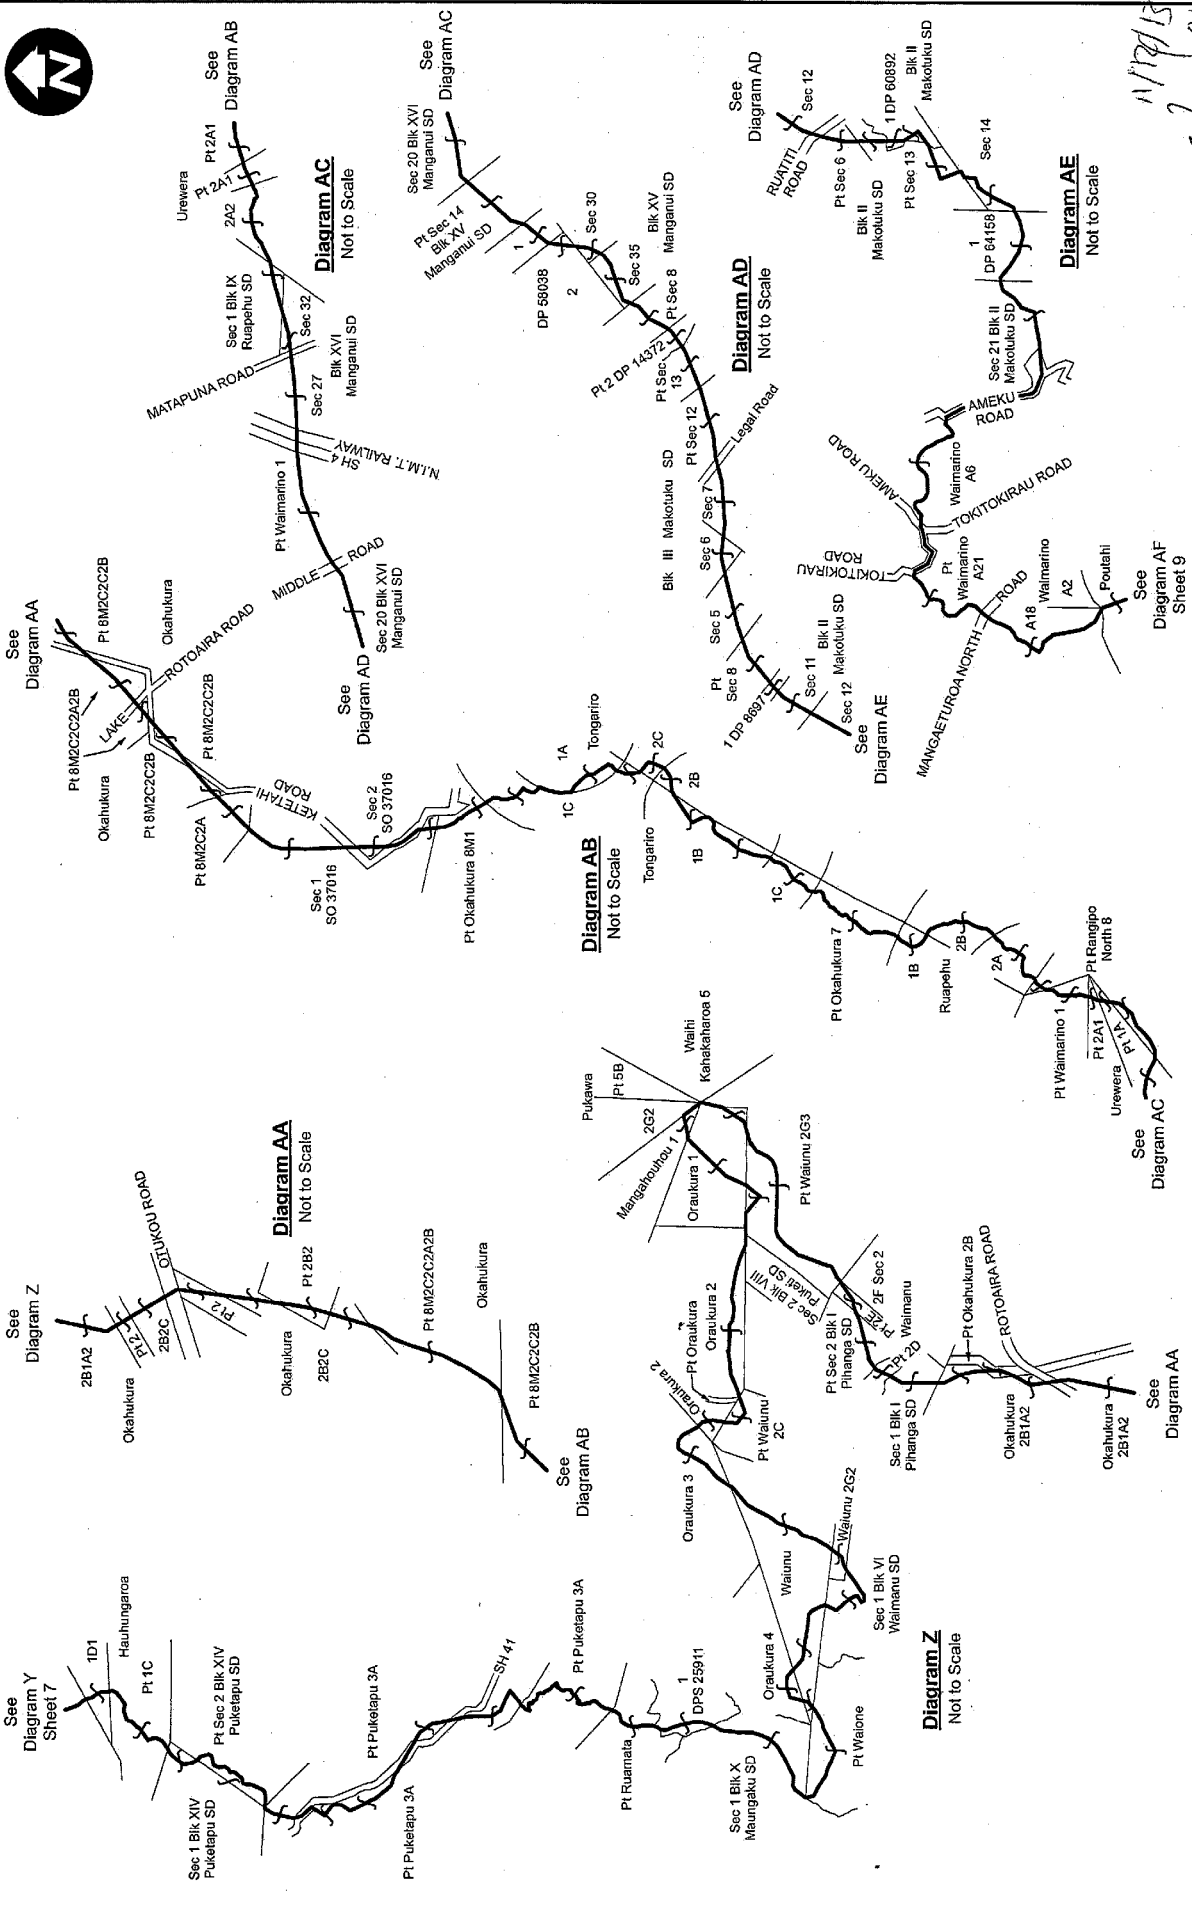 See
Diagram Y
Sheet 7
1D1
Hauhungaroa
Pt 1C
Pt Sec 2 Blk XIV
Puketapu SD
Sec 1 Blk XIV
Puketapu SD
Pt Puketapu 3A
Pt Puketapu 3A
SH 41
Pt Puketapu 3A
Pt Ruamata
1
DPS 25911
Sec 1 Blk X
Maungaku SD
Pt Waione
Oraukura 4
Sec 1 Blk VI
Waimanu SD
Waiunu
Waiunu 2G2
Oraukura 3
Oraukura 2
Pt Waiunu
2C
Pt Oraukura
Oraukura 2
Sec 2 Blk VIII
Puketi SD
Oraukura 1
Mangahouhou 1
2G2
Pukawa
Pt 5B
Waihi
Kahakaharoa 5
Pt Waiunu 2G3
2F Sec 2
Pt 2E
Waimanu
Pt Sec 2 Blk I
Pihanga SD
Pt 2D
Sec 1 Blk I
Pihanga SD
Pt Okahukura 2B
ROTOAIRA ROAD
Okahukura
2B1A2
Okahukura
2B1A2
See
Diagram AA
Diagram Z
Not to Scale
See
Diagram Z
2B1A2
Pt 2
2B2C
Okahukura
OTUKOU ROAD
Pt 2
Pt 2B2
Okahukura
2B2C
Pt 8M2C2C2A2B
Okahukura
Pt 8M2C2C2B
See
Diagram AB
Diagram AA
Not to Scale
See
Diagram AA
Pt 8M2C2C2B
Okahukura
Pt 8M2C2C2A2B
LAKE ROTOAIRA ROAD
Okahukura
Pt 8M2C2C2B
Pt 8M2C2C2B
Pt 8M2C2A
KETETAHI
ROAD
Sec 1
SO 37016
Sec 2
SO 37016
Pt Okahukura 8M1
1C
1A
Tongariro
2C
Tongariro
2B
1B
1C
Pt Okahukura 7
1B
Ruapehu
2B
2A
Pt Waimarino 1
Pt Rangipo
North 8
Pt 2A1
Pt 1A
Urewera
See
Diagram AC
Diagram AB
Not to Scale
See
Diagram AB
Pt 2A1
Urewera
Pt 2A1
2A2
Sec 1 Blk IX
Ruapehu SD
Sec 32
MATAPUNA ROAD
Blk XVI
Manganui SD
Sec 27
SH 4
N.I.M.T. RAILWAY
Pt Waimarino 1
MIDDLE ROAD
Sec 20 Blk XVI
Manganui SD
See
Diagram AD
Diagram AC
Not to Scale
See
Diagram AC
Sec 20 Blk XVI
Manganui SD
Pt Sec 14
Blk XV
Manganui SD
1
DP 58038
2
Sec 30
Sec 35
Blk XV
Manganui SD
Pt Sec 8
Pt 2 DP 14372
Pt Sec
13
Pt Sec 12
Legal Road
Blk III Makotuku SD
Sec 7
Sec 6
Sec 5
Pt
Sec 8
1 DP 8697
Sec 11
Blk II
Makotuku SD
Sec 12
See
Diagram AE
Diagram AD
Not to Scale
See
Diagram AD
Sec 12
RUATITI
ROAD
Pt Sec 6
Blk II
Makotuku SD
1 DP 60892
Blk II
Makotuku SD
Pt Sec 13
Sec 14
1
DP 64158
Sec 21 Blk II
Makotuku SD
AMEKU
ROAD
Waimarino
A6
AMEKU ROAD
TOKITOKIRAU ROAD
TOKITOKIRAU
ROAD
Pt
Waimarino
A21
MANGAETUROA NORTH ROAD
A18
Waimarino
A2
Poutahi
See
Diagram AF
Sheet 9
Diagram AE
Not to Scale
N